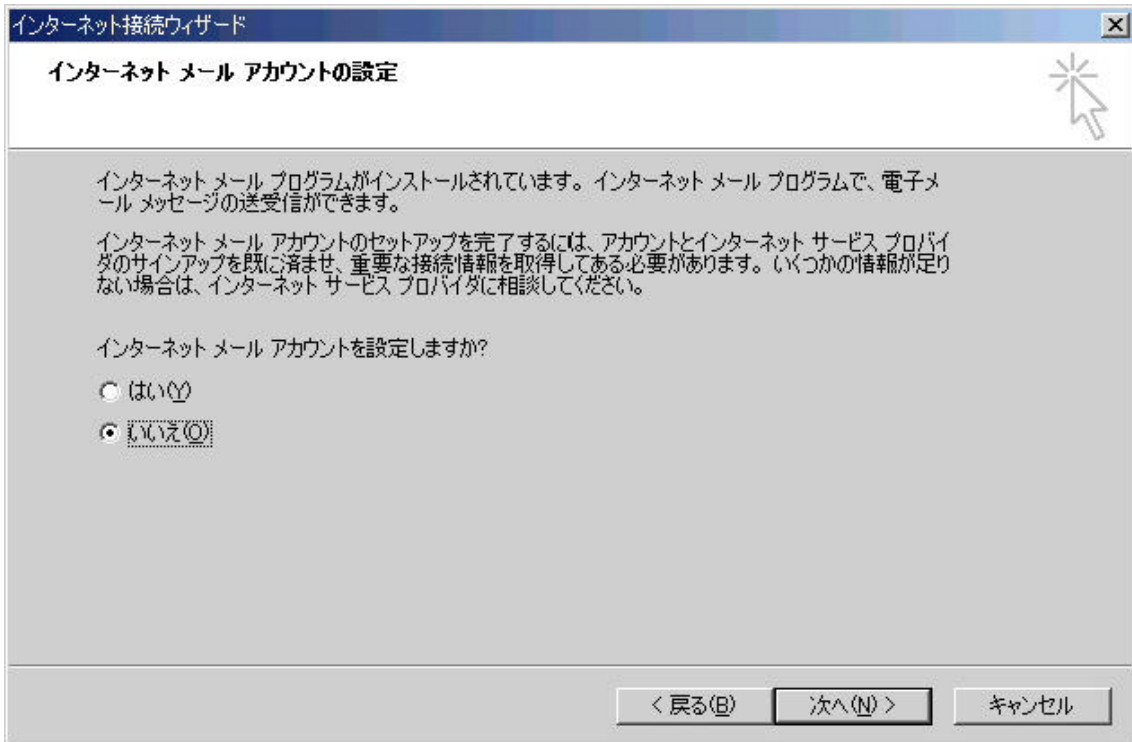 インターネット接続ウィザード
インターネット メール アカウントの設定
インターネット メール プログラムがインストールされています。インターネット メール プログラムで、電子メ
ール メッセージの送受信ができます。
インターネット メール アカウントのセットアップを完了するには、アカウントとインターネット サービス プロバイ
ダのサインアップを既に済ませ、重要な接続情報を取得してある必要があります。いくつかの情報が足り
ない場合は、インターネット サービス プロバイダに相談してください。
インターネット メール アカウントを設定しますか?
はい(Y)
いいえ(O)
< 戻る(B) 次へ(N) > キャンセル